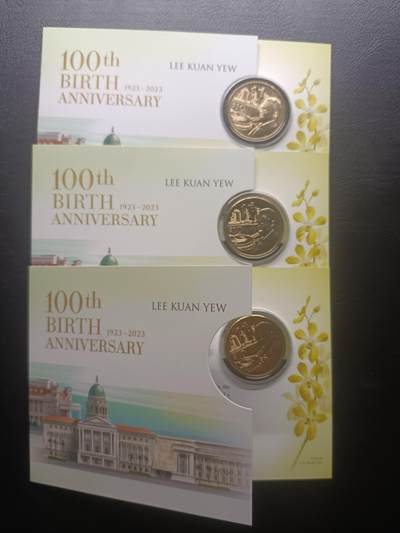 100th
BIRTH 1923-2023
ANNIVERSARY
LEE KUAN YEW
100th
BIRTH 1923-2023
ANNIVERSARY
LEE KUAN YEW
100th
BIRTH 1923-2023
ANNIVERSARY
LEE KUAN YEW